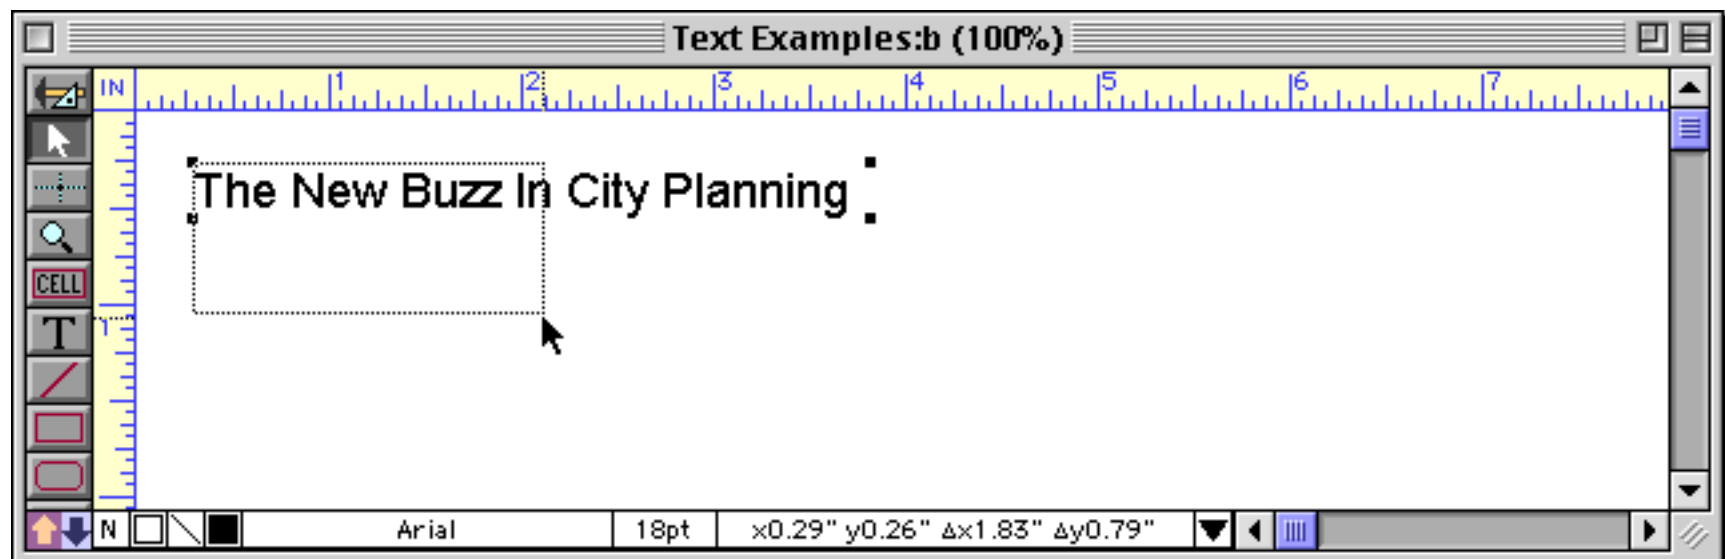 Text Examples:b (100%)
IN 1 2 3 4 5 6 7
The New Buzz In City Planning
CELL
T
1
N Arial 18pt x0.29" y0.26" Δx1.83" Δy0.79"